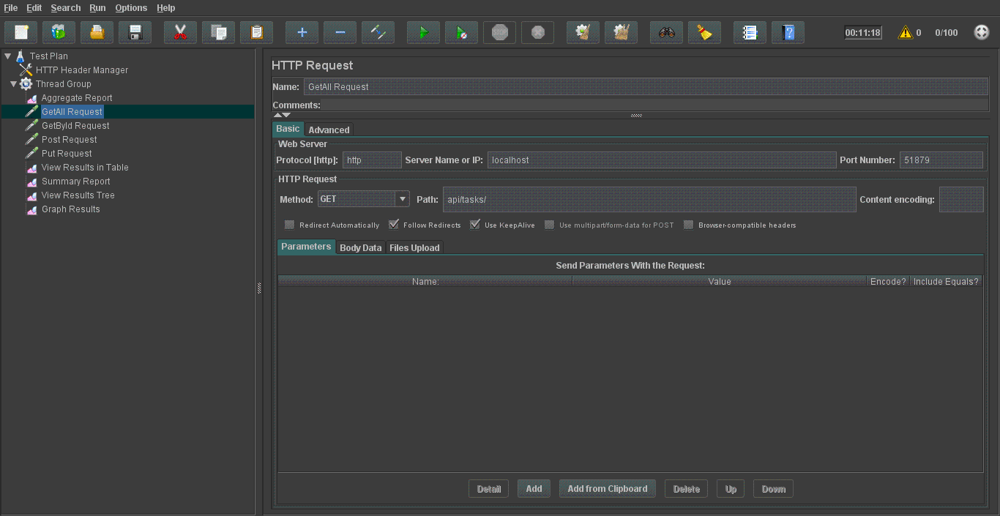 File Edit Search Run Options Help
STOP 00:11:18 0 0/100
Test Plan
HTTP Header Manager
Thread Group
Aggregate Report
GetAll Request
GetById Request
Post Request
Put Request
View Results in Table
Summary Report
View Results Tree
Graph Results
HTTP Request
Name: GetAll Request
Comments:
Basic Advanced
Web Server
Protocol [http]: http Server Name or IP: localhost Port Number: 51879
HTTP Request
Method: GET Path: api/tasks/ Content encoding:
Redirect Automatically Follow Redirects Use KeepAlive Use multipart/form-data for POST Browser-compatible headers
Parameters Body Data Files Upload
Send Parameters With the Request:
Name: Value Encode? Include Equals?
Detail Add Add from Clipboard Delete Up Down